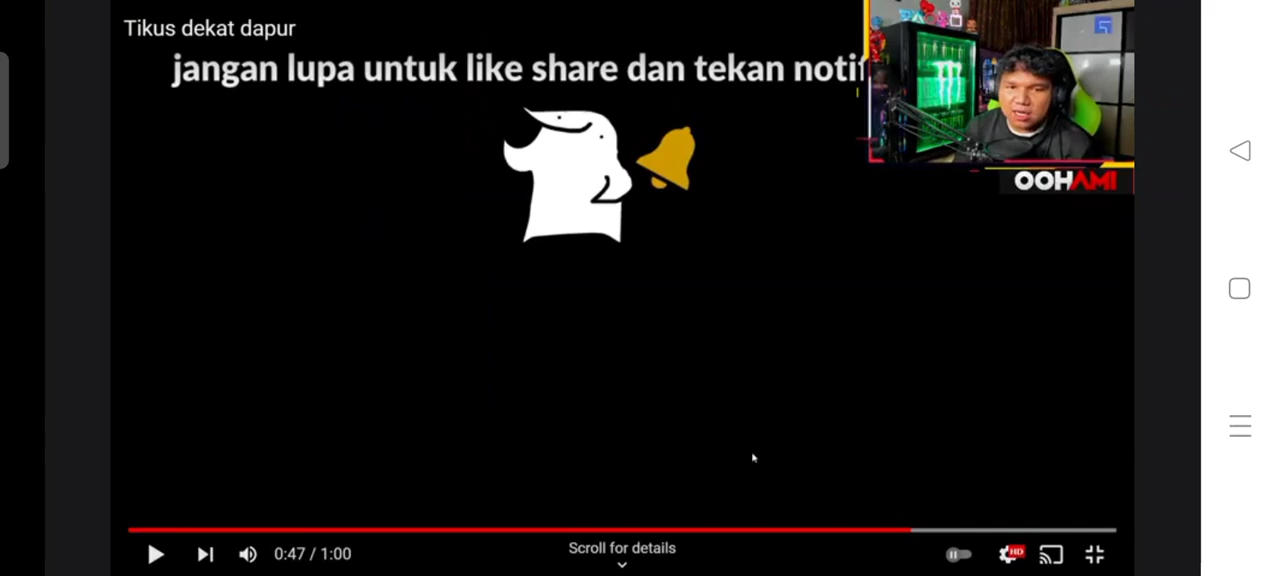 Tikus dekat dapur
jangan lupa untuk like share dan tekan notif
OOHAMI
0:47 / 1:00
Scroll for details
HD